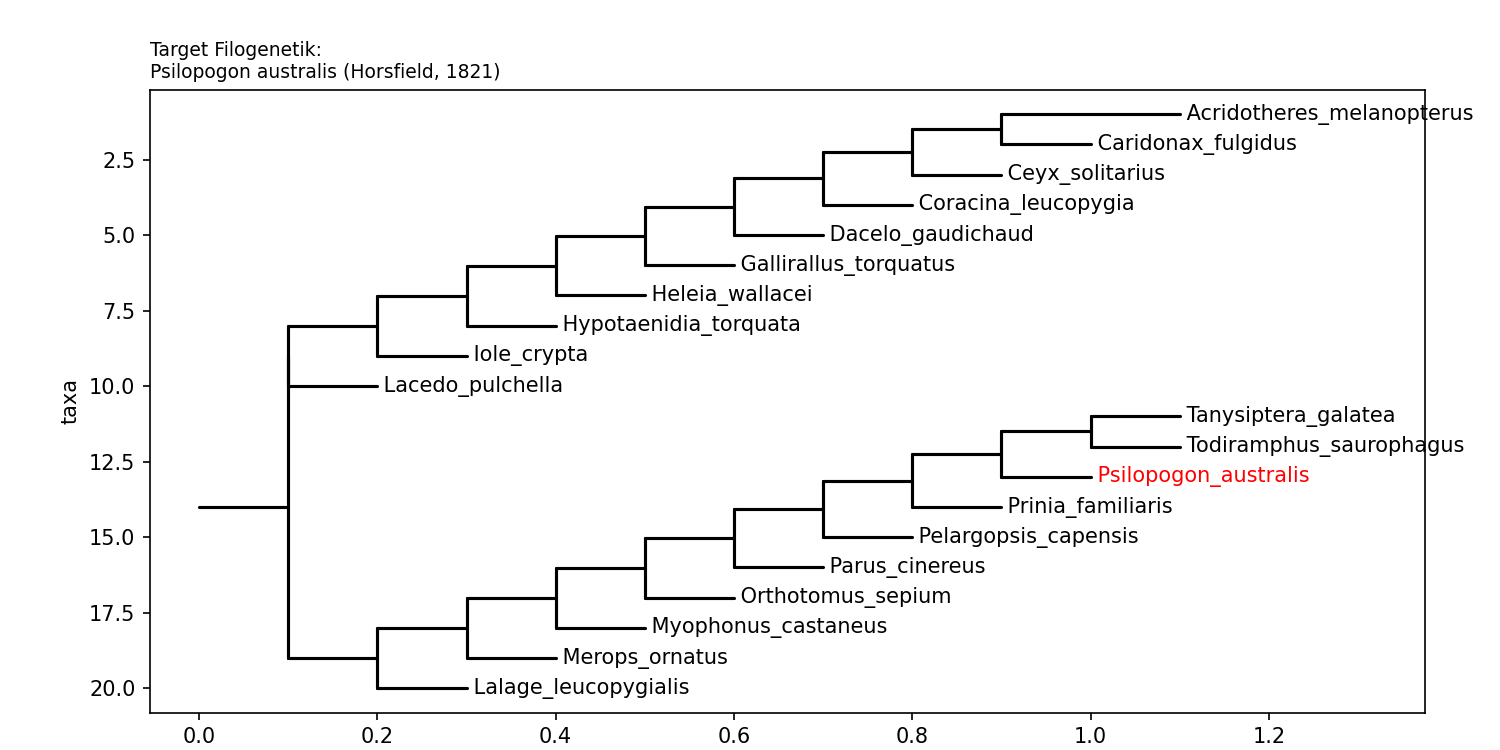 Target Filogenetik:
Psilopogon australis (Horsfield, 1821)
Acridotheres_melanopterus
Caridonax_fulgidus
2.5
Ceyx_solitarius
Coracina_leucopygia
5.0
Dacelo_gaudichaud
Gallirallus_torquatus
Heleia_wallacei
7.5
Hypotaenidia_torquata
Iole_crypta
10.0
Lacedo_pulchella
taxa
Tanysiptera_galatea
Todiramphus_saurophagus
12.5
Psilopogon_australis
Prinia_familiaris
15.0
Pelargopsis_capensis
Parus_cinereus
Orthotomus_sepium
17.5
Myophonus_castaneus
Merops_ornatus
20.0
Lalage_leucopygialis
0.0 0.2 0.4 0.6 0.8 1.0 1.2